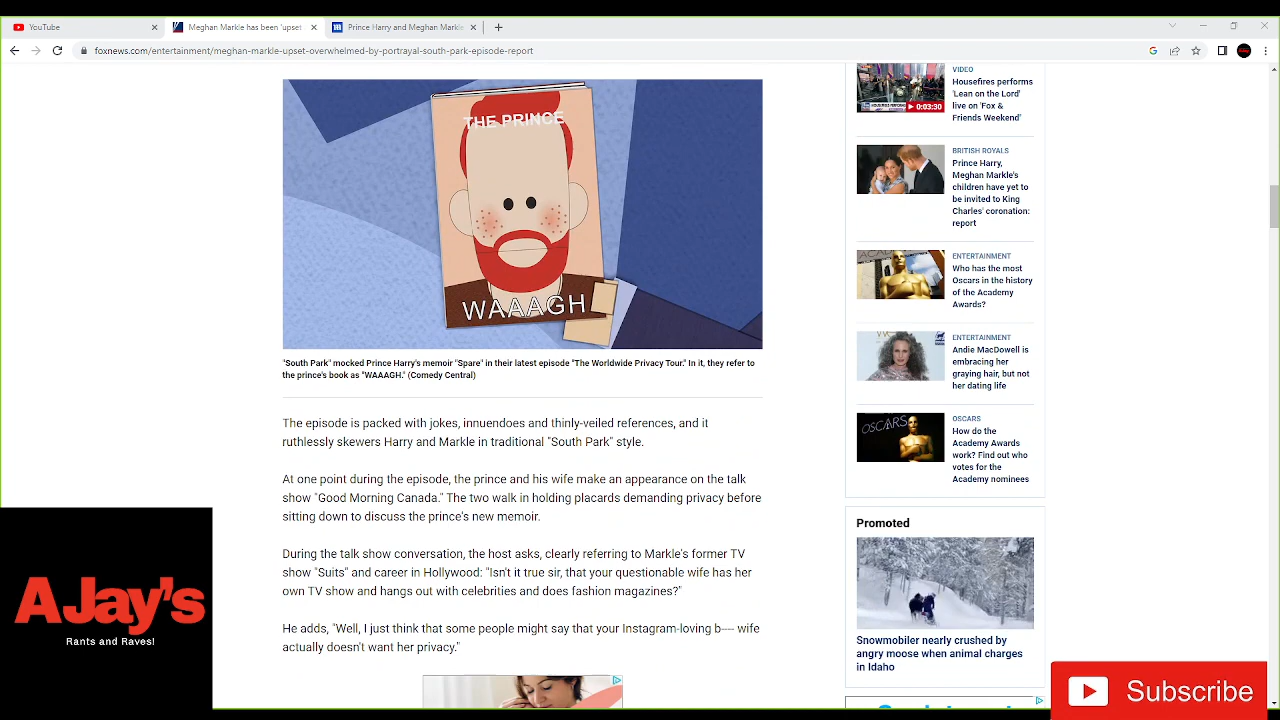 YouTube
Meghan Markle has been 'upset
Prince Harry and Meghan Markle
foxnews.com/entertainment/meghan-markle-upset-overwhelmed-by-portrayal-south-park-episode-report
THE PRINCE
WAAAGH
"South Park" mocked Prince Harry's memoir "Spare" in their latest episode "The Worldwide Privacy Tour." In it, they refer to
the prince's book as "WAAAGH." (Comedy Central)
The episode is packed with jokes, innuendoes and thinly-veiled references, and it
ruthlessly skewers Harry and Markle in traditional "South Park" style.
At one point during the episode, the prince and his wife make an appearance on the talk
show "Good Morning Canada." The two walk in holding placards demanding privacy before
sitting down to discuss the prince's new memoir.
During the talk show conversation, the host asks, clearly referring to Markle's former TV
show "Suits" and career in Hollywood: "Isn't it true sir, that your questionable wife has her
own TV show and hangs out with celebrities and does fashion magazines?"
He adds, "Well, I just think that some people might say that your Instagram-loving b---- wife
actually doesn't want her privacy."
VIDEO
Housefires performs
'Lean on the Lord'
live on 'Fox &
Friends Weekend'
0:03:30
BRITISH ROYALS
Prince Harry,
Meghan Markle's
children have yet to
be invited to King
Charles' coronation:
report
ENTERTAINMENT
Who has the most
Oscars in the history
of the Academy
Awards?
ENTERTAINMENT
Andie MacDowell is
embracing her
graying hair, but not
her dating life
OSCARS
OSCARS
How do the
Academy Awards
work? Find out who
votes for the
Academy nominees
Promoted
Snowmobiler nearly crushed by
angry moose when animal charges
in Idaho
AJay's
Rants and Raves!
Subscribe